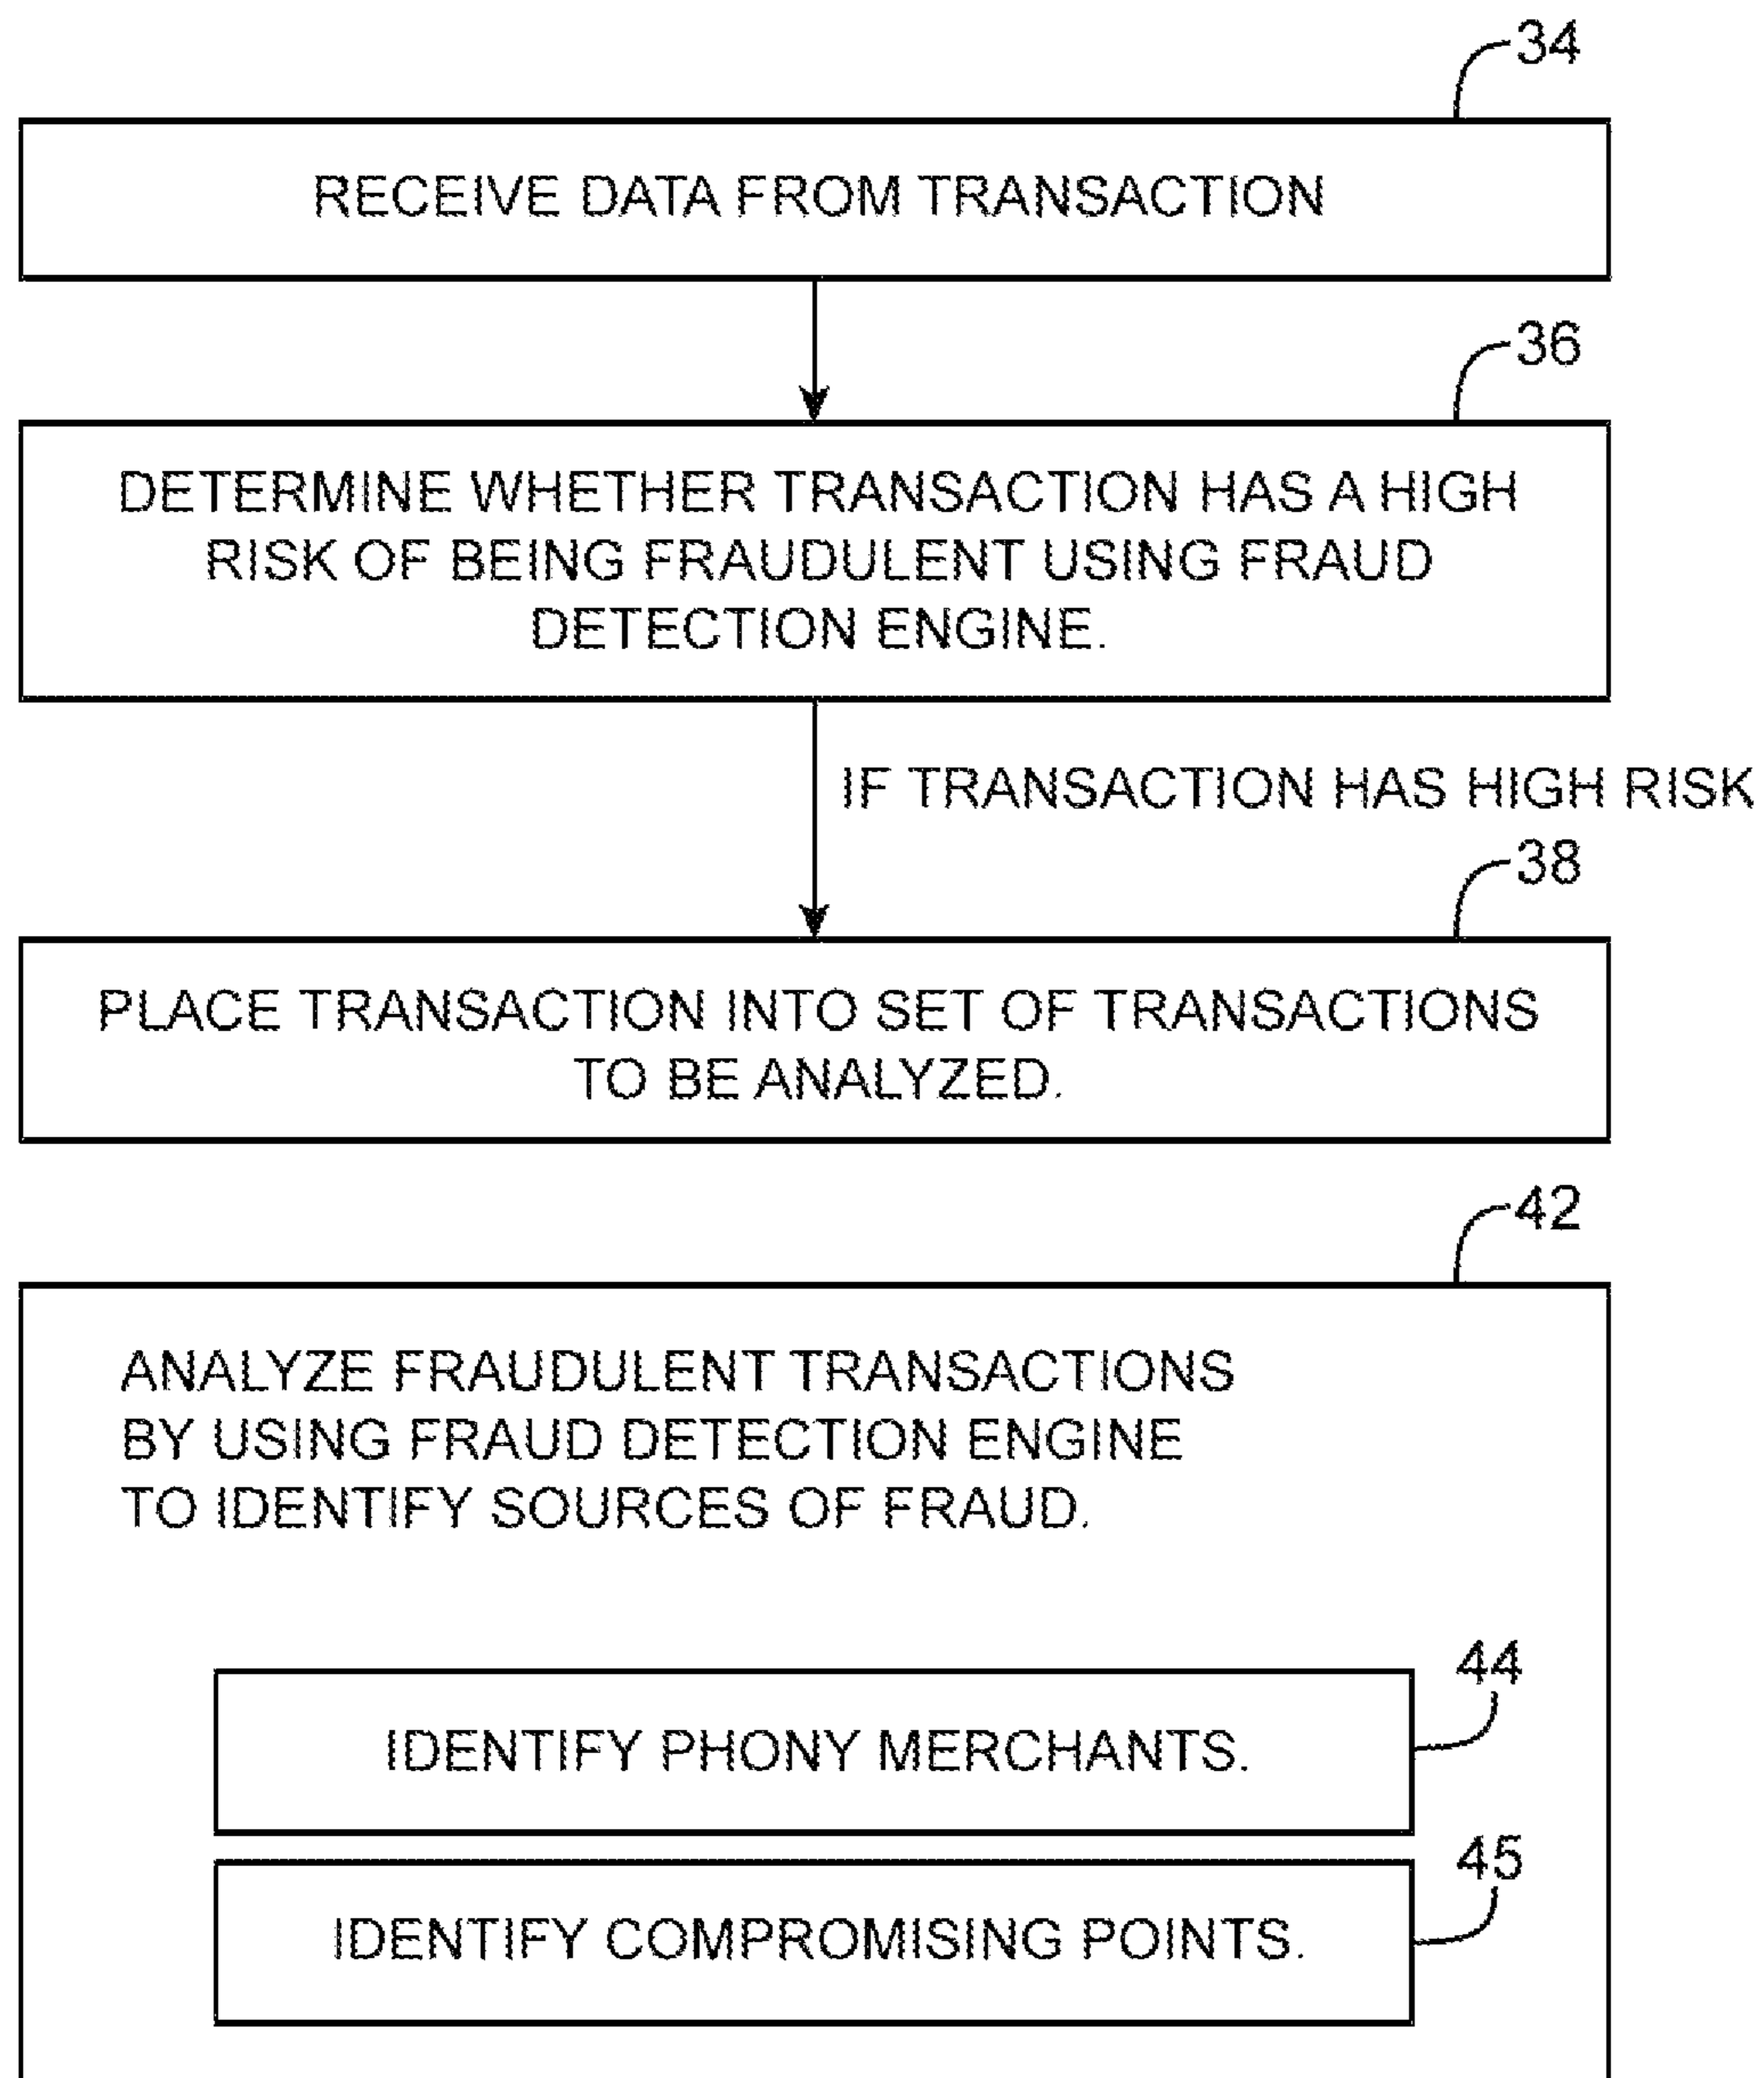 34
RECEIVE DATA FROM TRANSACTION
36
DETERMINE WHETHER TRANSACTION HAS A HIGH
RISK OF BEING FRAUDULENT USING FRAUD
DETECTION ENGINE.
IF TRANSACTION HAS HIGH RISK
38
PLACE TRANSACTION INTO SET OF TRANSACTIONS
TO BE ANALYZED.
42
ANALYZE FRAUDULENT TRANSACTIONS
BY USING FRAUD DETECTION ENGINE
TO IDENTIFY SOURCES OF FRAUD.
44
IDENTIFY PHONY MERCHANTS.
45
IDENTIFY COMPROMISING POINTS.